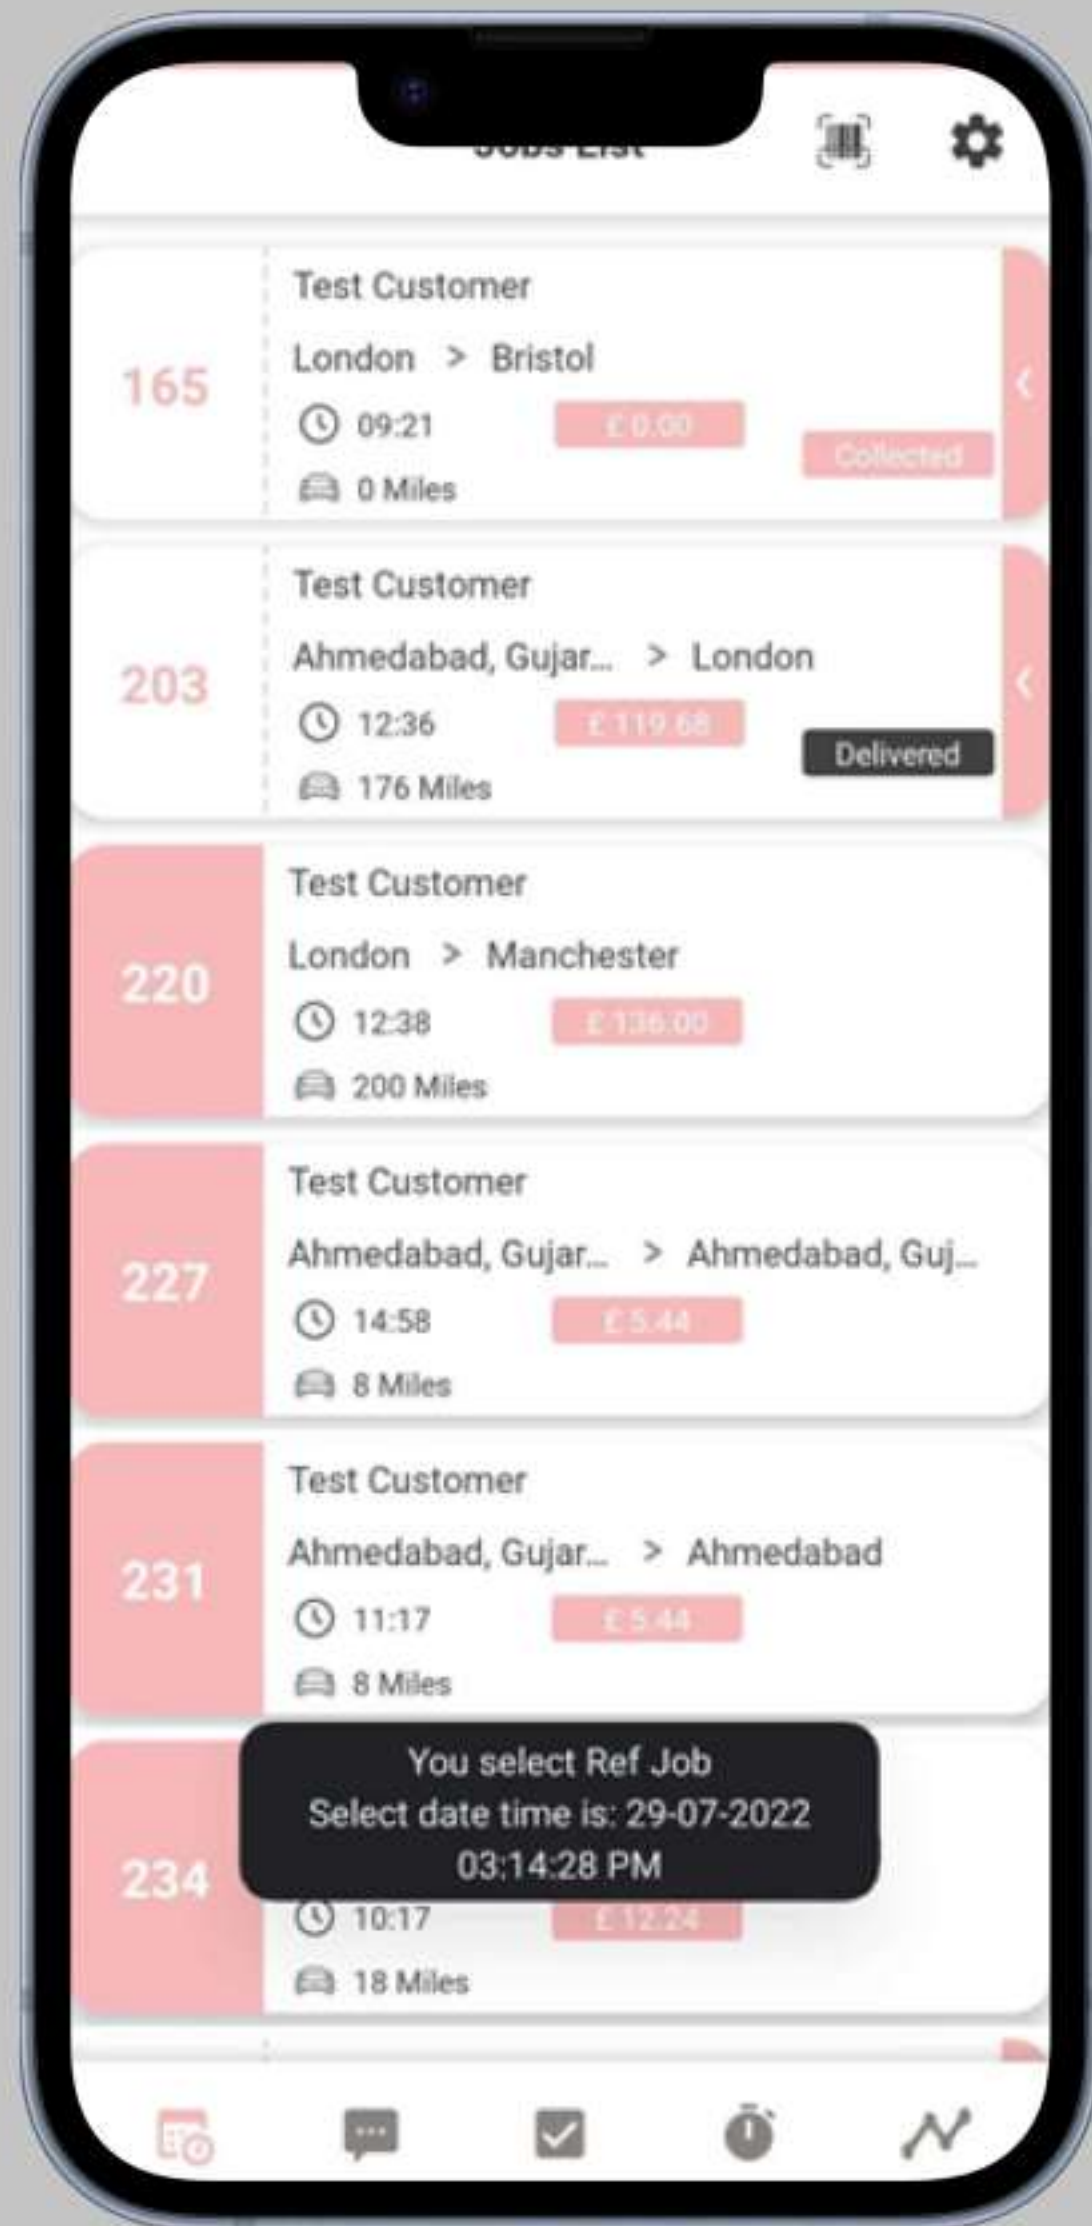 Jobs List
165
Test Customer
London > Bristol
09:21
£ 0.00
Collected
0 Miles
203
Test Customer
Ahmedabad, Gujar... > London
12:36
£ 119.68
Delivered
176 Miles
220
Test Customer
London > Manchester
12:38
£ 136.00
200 Miles
227
Test Customer
Ahmedabad, Gujar... > Ahmedabad, Guj...
14:58
£ 5.44
8 Miles
231
Test Customer
Ahmedabad, Gujar... > Ahmedabad
11:17
£ 5.44
8 Miles
You select Ref Job
Select date time is: 29-07-2022
03:14:28 PM
234
10:17
£ 12.24
18 Miles